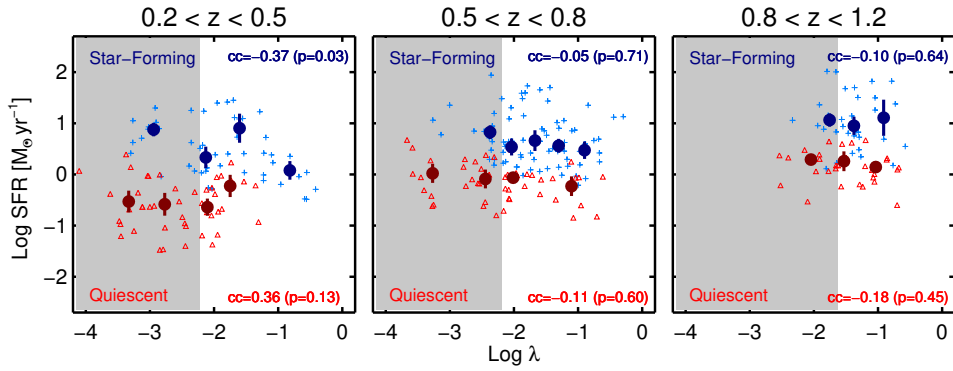 0.2 < z < 0.5
0.5 < z < 0.8
0.8 < z < 1.2
Star−Forming
cc=−0.37 (p=0.03)
Star−Forming
cc=−0.05 (p=0.71)
Star−Forming
cc=−0.10 (p=0.64)
Log SFR [M⊕ yr⁻¹]
2
1
0
−1
−2
Quiescent
cc=0.36 (p=0.13)
Quiescent
cc=−0.11 (p=0.60)
Quiescent
cc=−0.18 (p=0.45)
−4 −3 −2 −1 0
−4 −3 −2 −1 0
−4 −3 −2 −1 0
Log λ